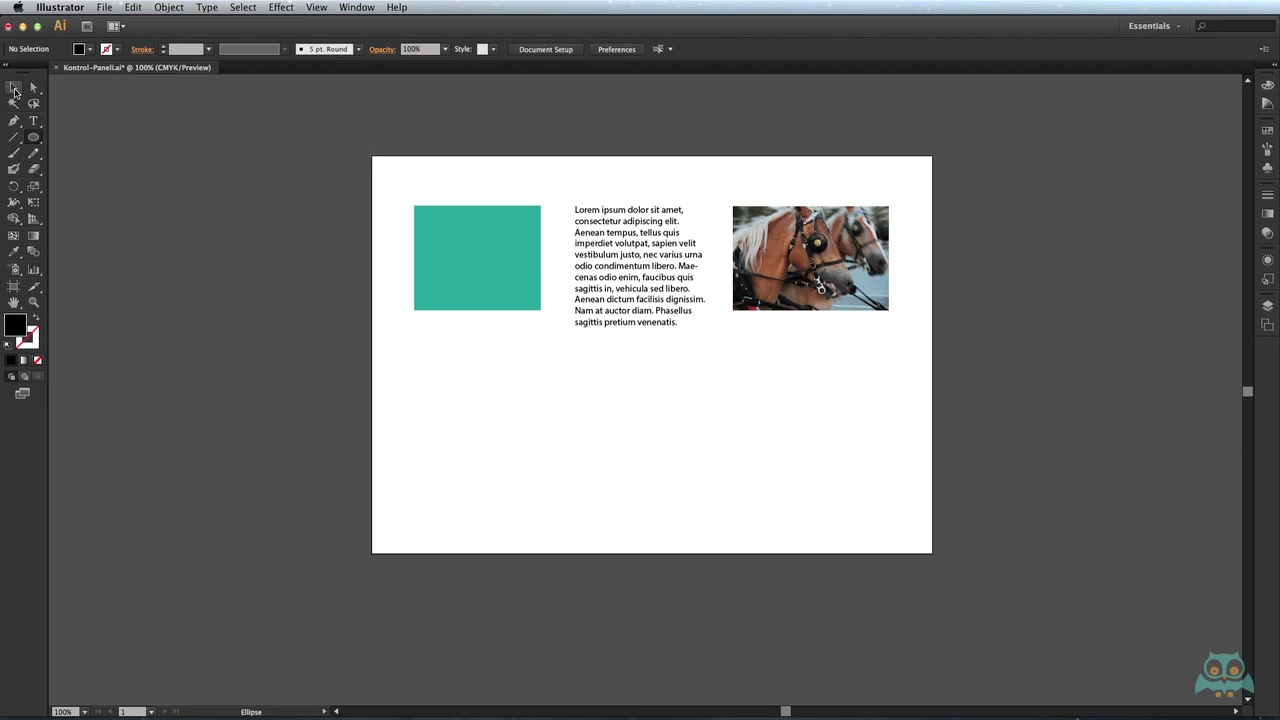 Illustrator File Edit Object Type Select Effect View Window Help
Ai Essentials
No Selection Stroke: 5 pt. Round Opacity: 100% Style: Document Setup Preferences
Kontrol-Paneli.ai* @ 100% (CMYK/Preview)
T
Lorem ipsum dolor sit amet,
consectetur adipiscing elit.
Aenean tempus, tellus quis
imperdiet volutpat, sapien velit
vestibulum justo, nec varius urna
odio condimentum libero. Mae-
cenas odio enim, faucibus quis
sagittis in, vehicula sed libero.
Aenean dictum facilisis dignissim.
Nam at auctor diam. Phasellus
sagittis pretium venenatis.
100% 1 Ellipse